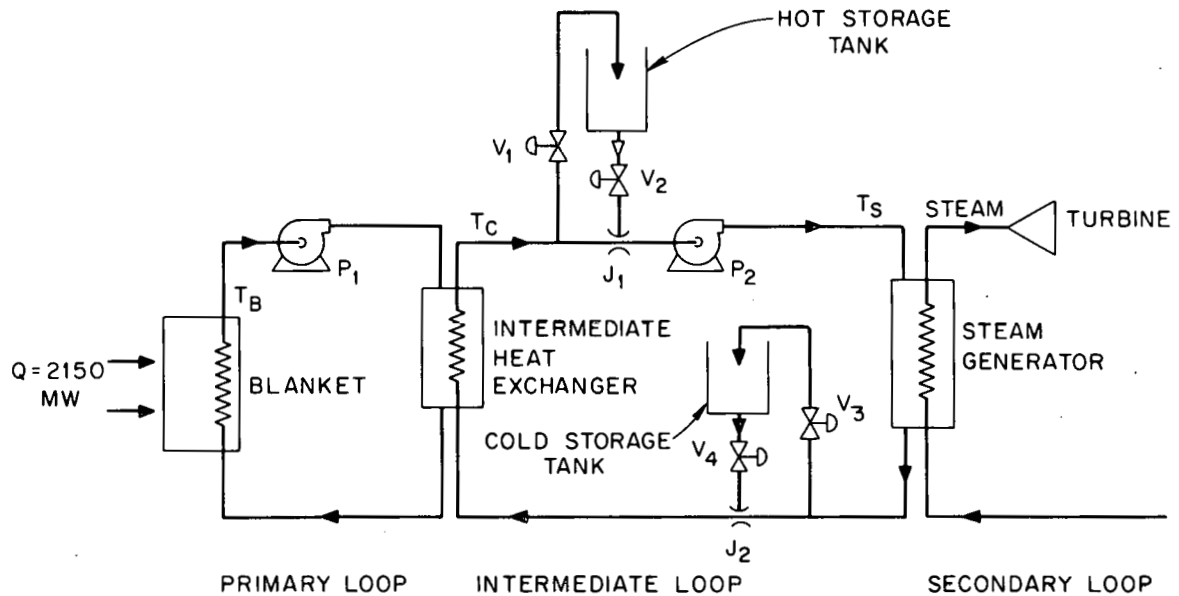 HOT STORAGE
TANK
V1
V2
TC
TS
STEAM
TURBINE
P1
J1
P2
TB
Q = 2150
MW
BLANKET
INTERMEDIATE
HEAT
EXCHANGER
STEAM
GENERATOR
COLD STORAGE
TANK
V4
V3
J2
PRIMARY LOOP
INTERMEDIATE LOOP
SECONDARY LOOP